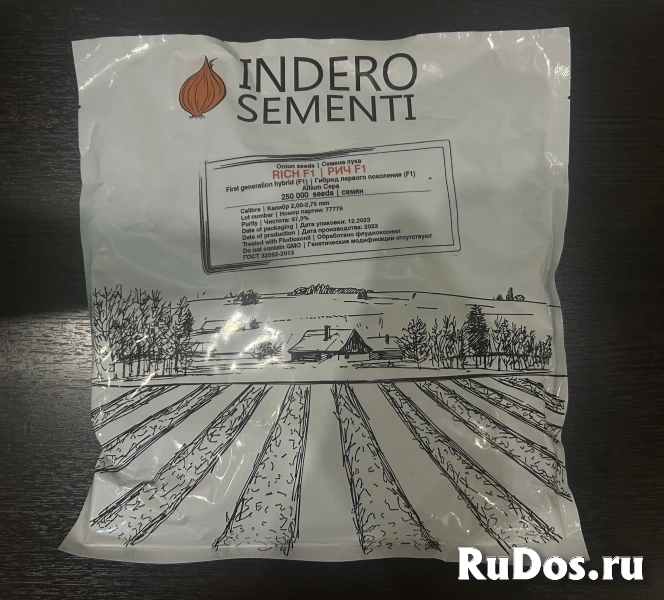 INDERO
SEMENTI
Onion seeds | Семена лука
RICH F1 | РИЧ F1
First generation hybrid (F1) | Гибрид первого поколения (F1)
Allium Cepa
250 000 seeds | семян
Calibre | Калибр 2,00-2,75 mm
Lot number | Номер партии: 77779
Purity | Чистота: 97,9%
Date of packaging | Дата упаковки: 12.2023
Date of production | Дата производства: 2023
Treated with Fludioxonil | Обработано флудиоксонил
Do not contain GMO | Генетические модификации отсутствуют
ГОСТ 32592-2013
RuDos.ru